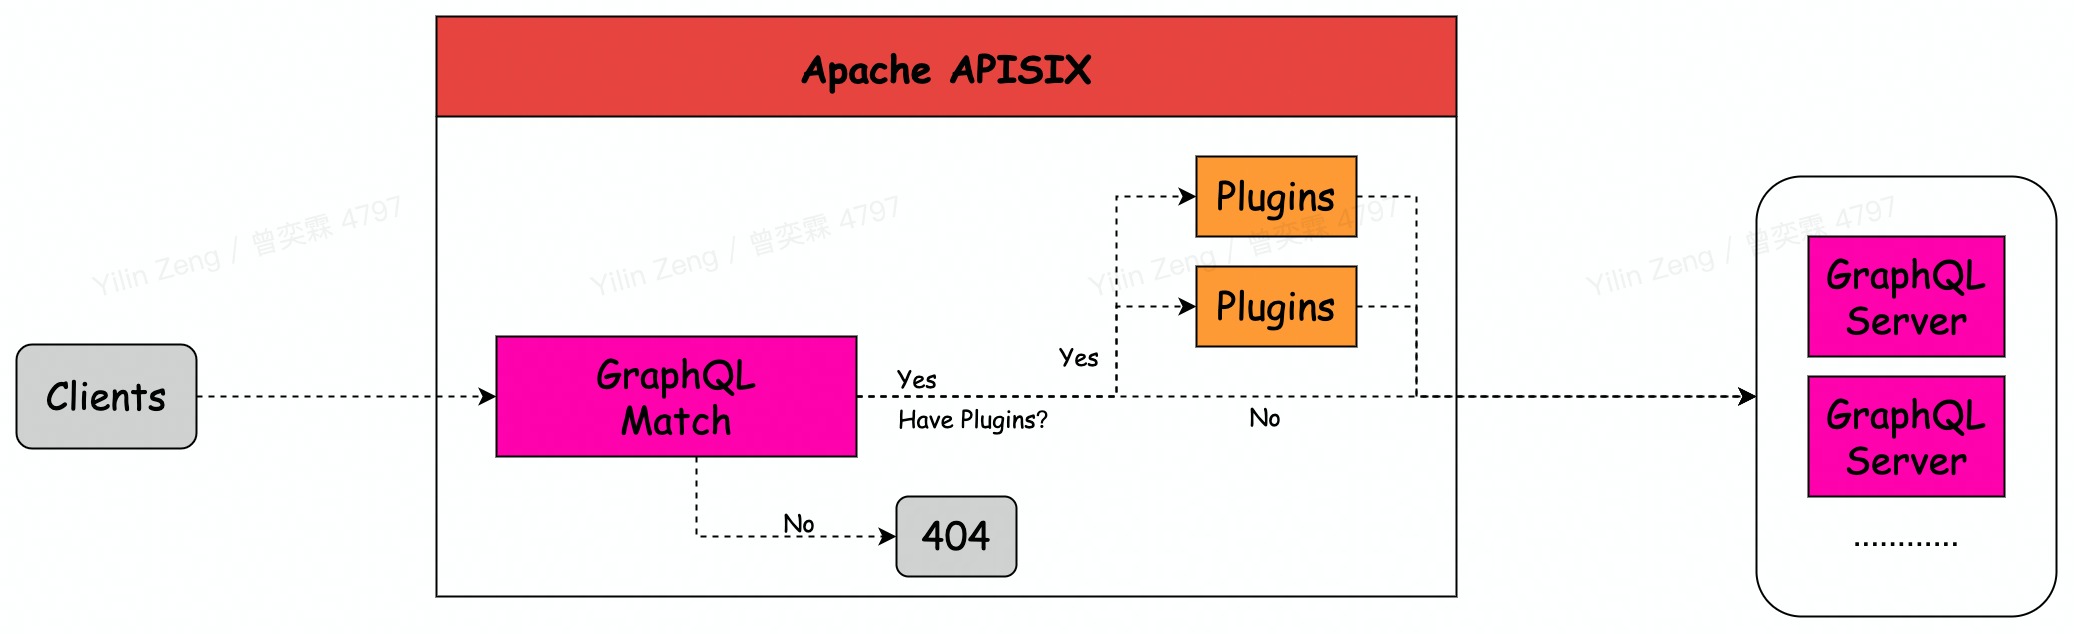 Apache APISIX
Plugins
Yilin Zeng / 曾奕霖 4797
Yilin Zeng / 曾奕霖 4797
Yilin Zeng / 曾奕霖 4797
Yilin Zeng / 曾奕霖 4797
GraphQL
Server
Plugins
Clients
GraphQL
Match
Yes
Yes
Have Plugins?
No
GraphQL
Server
No
404
............